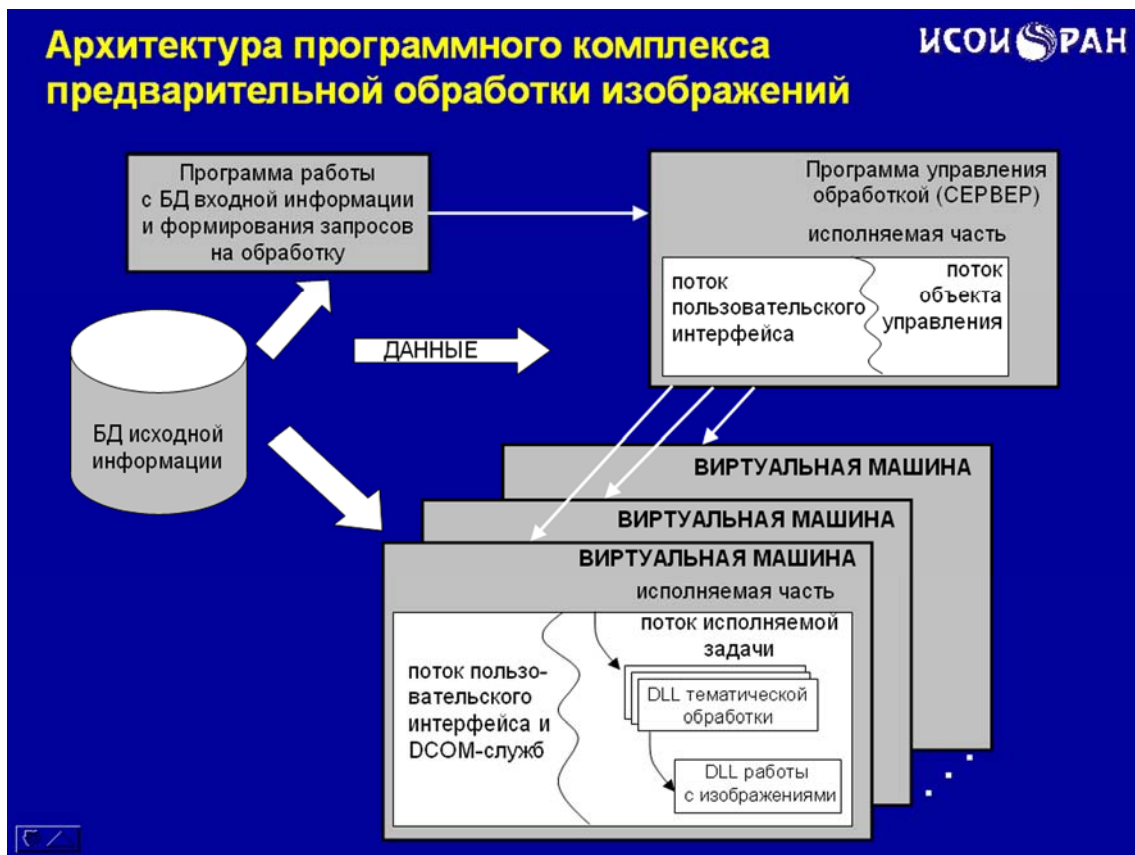 Архитектура программного комплекса
предварительной обработки изображений
ИСОИ РАН
Программа работы
с БД входной информации
и формирования запросов
на обработку
Программа управления
обработкой (СЕРВЕР)
исполняемая часть
поток
пользовательского
интерфейса
поток
объекта
управления
ДАННЫЕ
БД исходной
информации
ВИРТУАЛЬНАЯ МАШИНА
ВИРТУАЛЬНАЯ МАШИНА
ВИРТУАЛЬНАЯ МАШИНА
исполняемая часть
поток пользо-
вательского
интерфейса и
DCOM-служб
поток исполняемой
задачи
DLL тематической
обработки
DLL работы
с изображениями